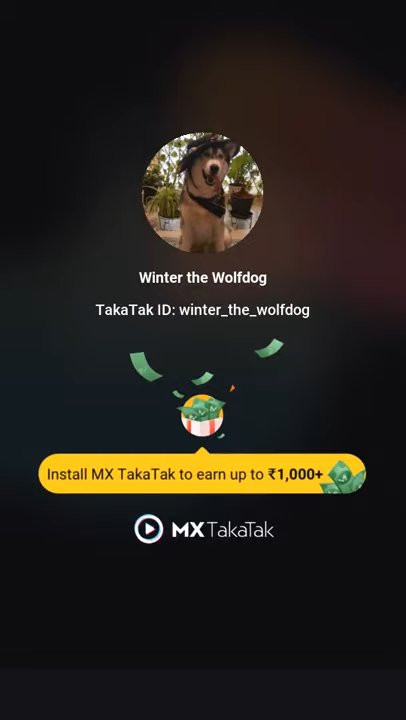 Winter the Wolfdog
TakaTak ID: winter_the_wolfdog
Install MX TakaTak to earn up to ₹1,000+
MX TakaTak